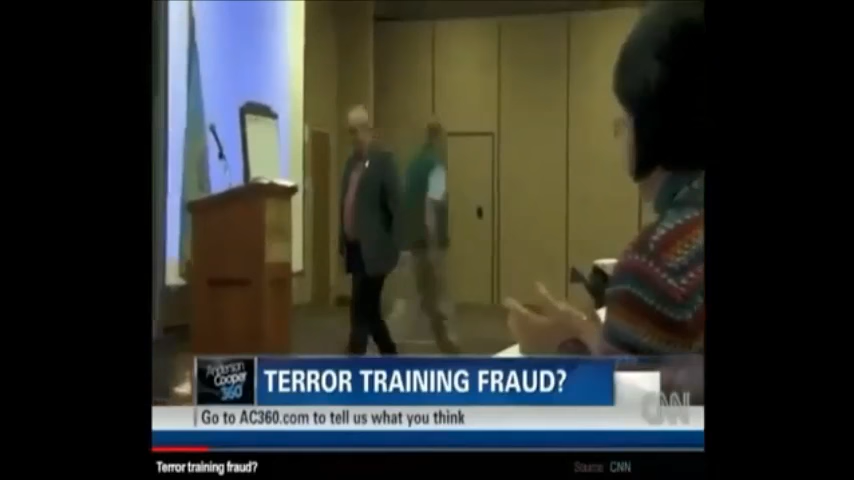 Anderson
Cooper
360°
TERROR TRAINING FRAUD?
Go to AC360.com to tell us what you think
CNN
Terror training fraud?
Source: CNN